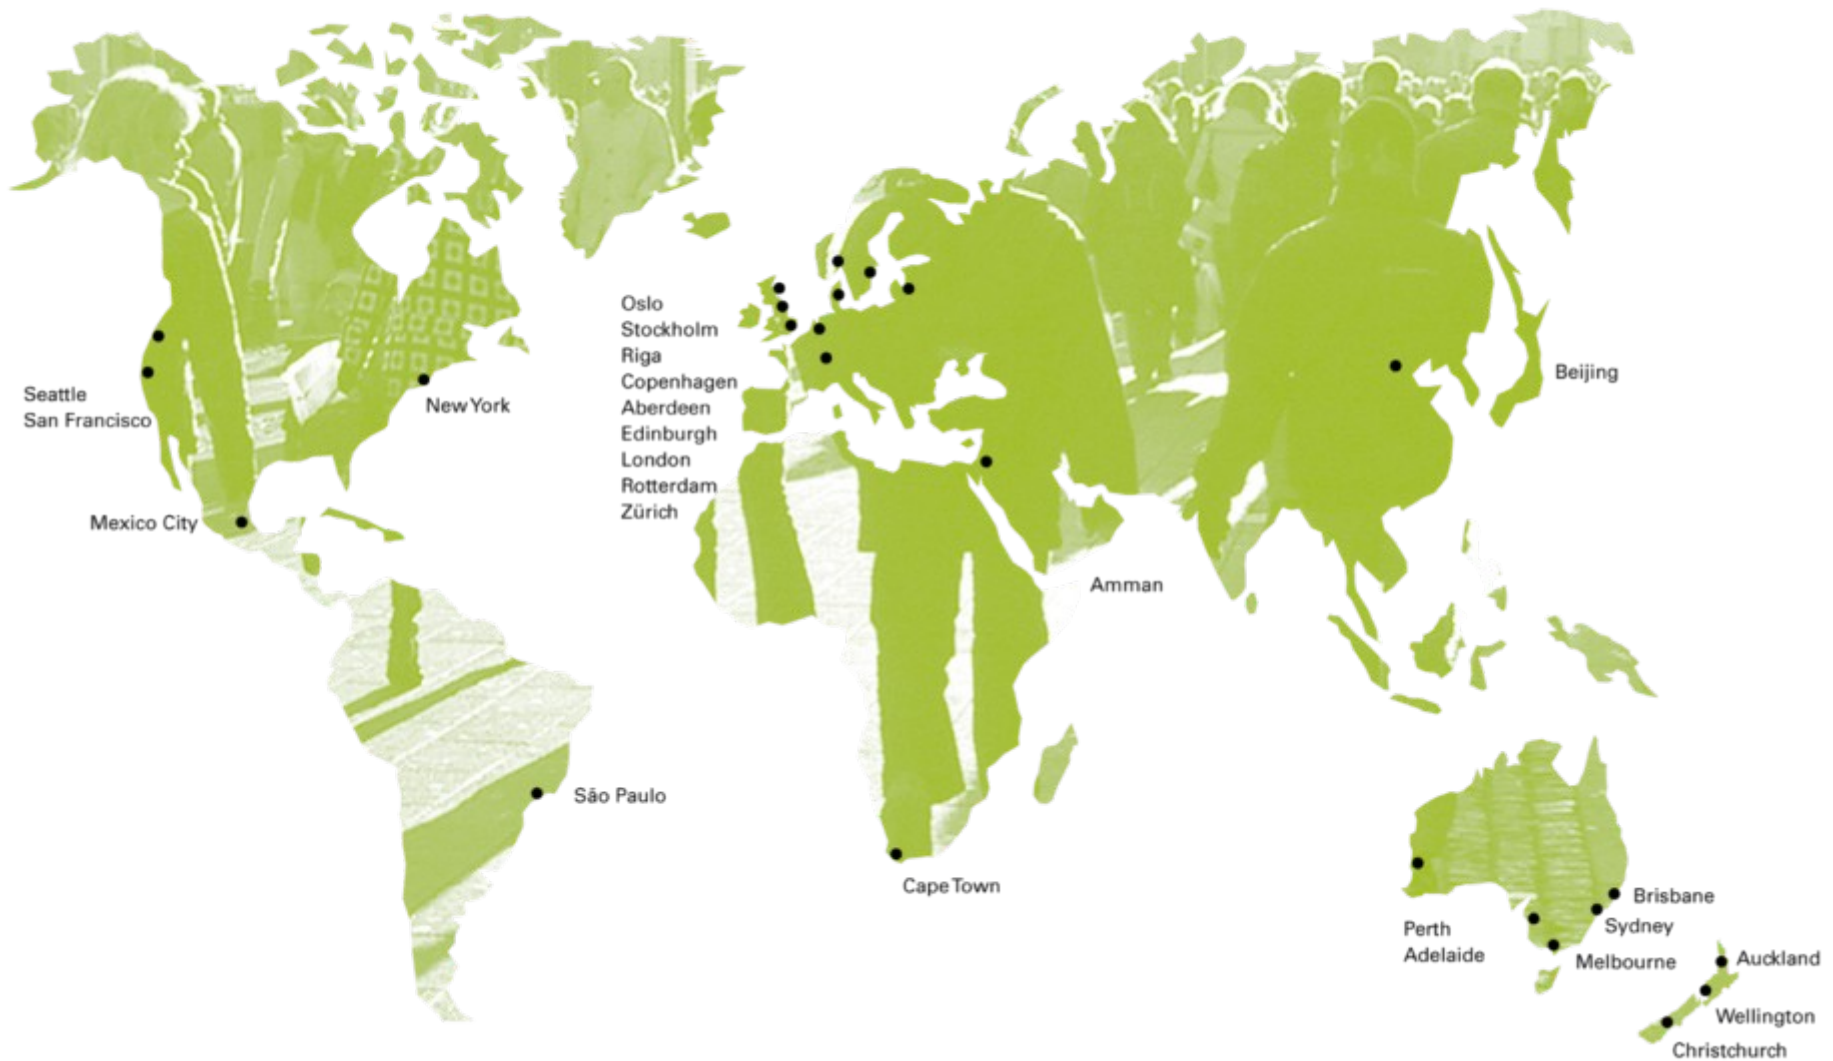 Oslo
Stockholm
Riga
Copenhagen
Aberdeen
Edinburgh
London
Rotterdam
Zürich
Seattle
San Francisco
New York
Beijing
Mexico City
Amman
São Paulo
Cape Town
Perth
Adelaide
Brisbane
Sydney
Melbourne
Auckland
Wellington
Christchurch